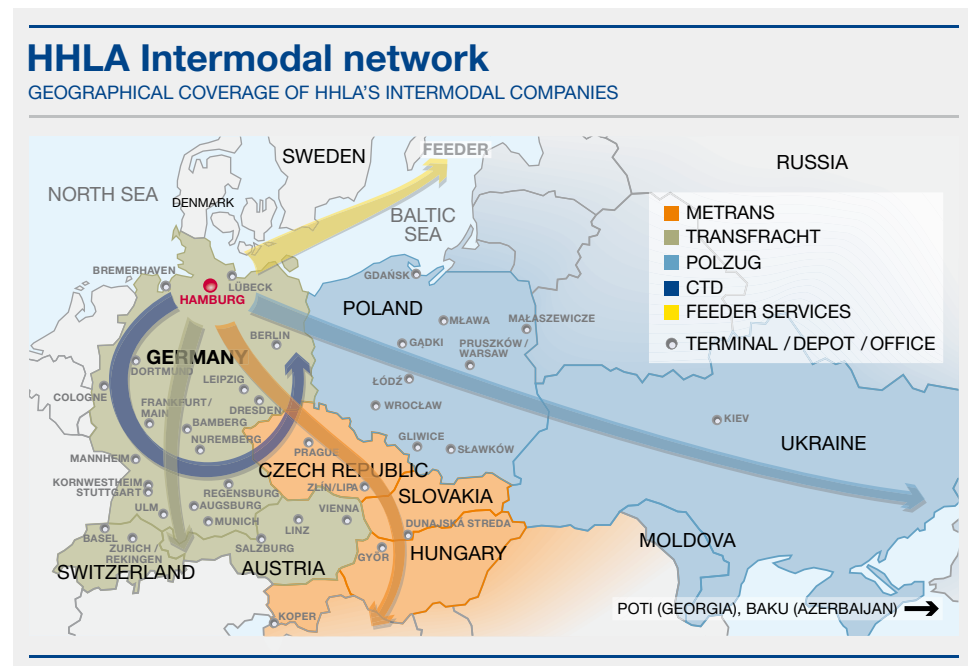 HHLA Intermodal network
GEOGRAPHICAL COVERAGE OF HHLA'S INTERMODAL COMPANIES
SWEDEN
FEEDER
RUSSIA
NORTH SEA
DENMARK
BALTIC
SEA
METRANS
TRANSFRACHT
POLZUG
CTD
FEEDER SERVICES
TERMINAL / DEPOT / OFFICE
BREMERHAVEN
LÜBECK
HAMBURG
GDAŃSK
POLAND
MŁAWA
MAŁASZEWICZE
BERLIN
GĄDKI
PRUSZKÓW /
WARSAW
GERMANY
DORTMUND
LEIPZIG
ŁÓDŹ
COLOGNE
FRANKFURT /
MAIN
DRESDEN
WROCŁAW
BAMBERG
KIEV
NUREMBERG
GLIWICE
SŁAWKÓW
UKRAINE
MANNHEIM
PRAGUE
CZECH REPUBLIC
KORNWESTHEIM
STUTTGART
REGENSBURG
ZLÍN/LIPA
SLOVAKIA
ULM
AUGSBURG
VIENNA
MUNICH
LINZ
DUNAJSKA STREDA
BASEL
ZURICH /
REKINGEN
SALZBURG
GYŐR
HUNGARY
MOLDOVA
SWITZERLAND
AUSTRIA
KOPER
POTI (GEORGIA), BAKU (AZERBAIJAN)